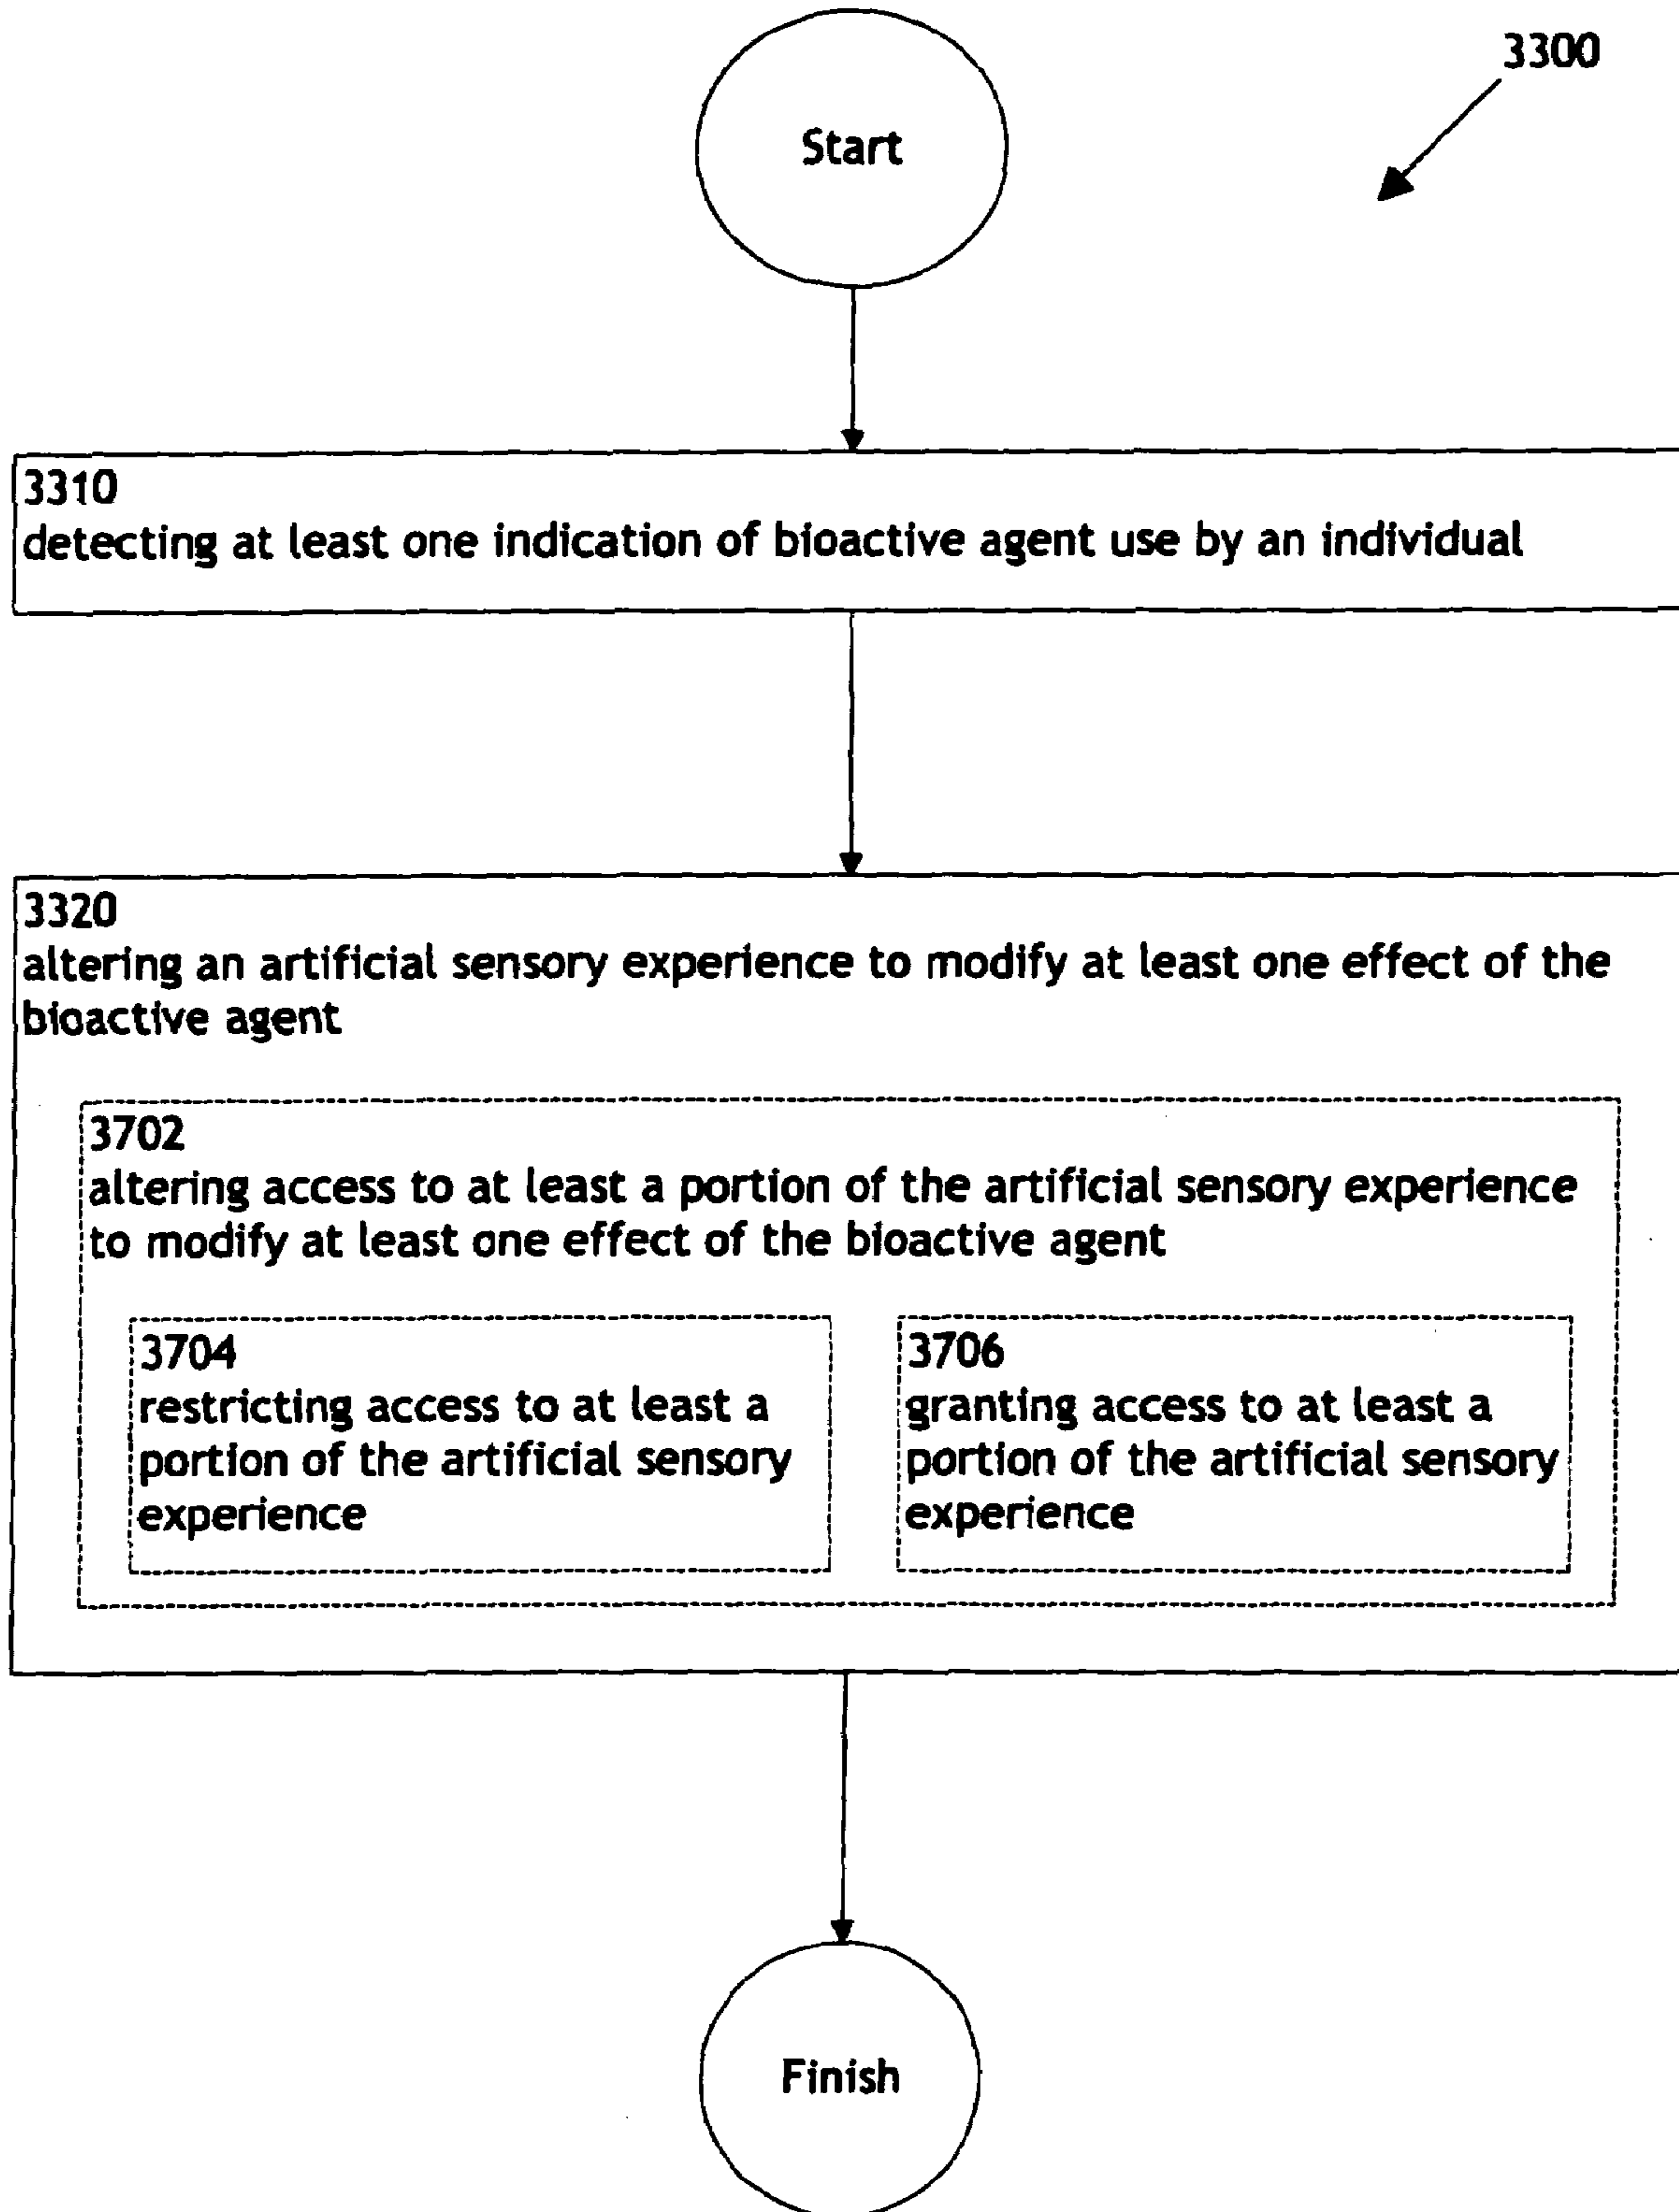 3300
Start
3310
detecting at least one indication of bioactive agent use by an individual
3320
altering an artificial sensory experience to modify at least one effect of the
bioactive agent
3702
altering access to at least a portion of the artificial sensory experience
to modify at least one effect of the bioactive agent
3704
restricting access to at least a
portion of the artificial sensory
experience
3706
granting access to at least a
portion of the artificial sensory
experience
Finish